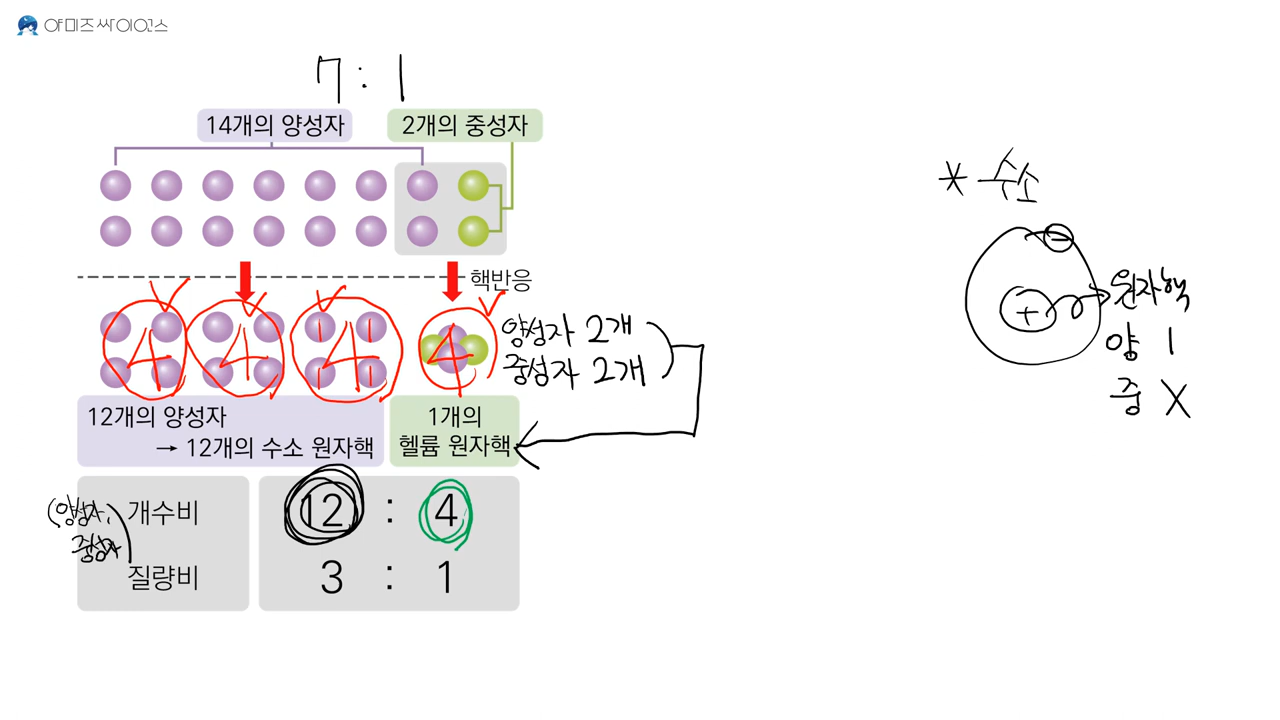 야미즈 싸이언스
7 : 1
14개의 양성자
2개의 중성자
핵반응
4 4 4 4
양성자 2개
중성자 2개
12개의 양성자
→ 12개의 수소 원자핵
1개의
헬륨 원자핵
(양성자,
중성자)
개수비 12 : 4
질량비 3 : 1
* 수소
−
+
원자핵
양 1
중 X